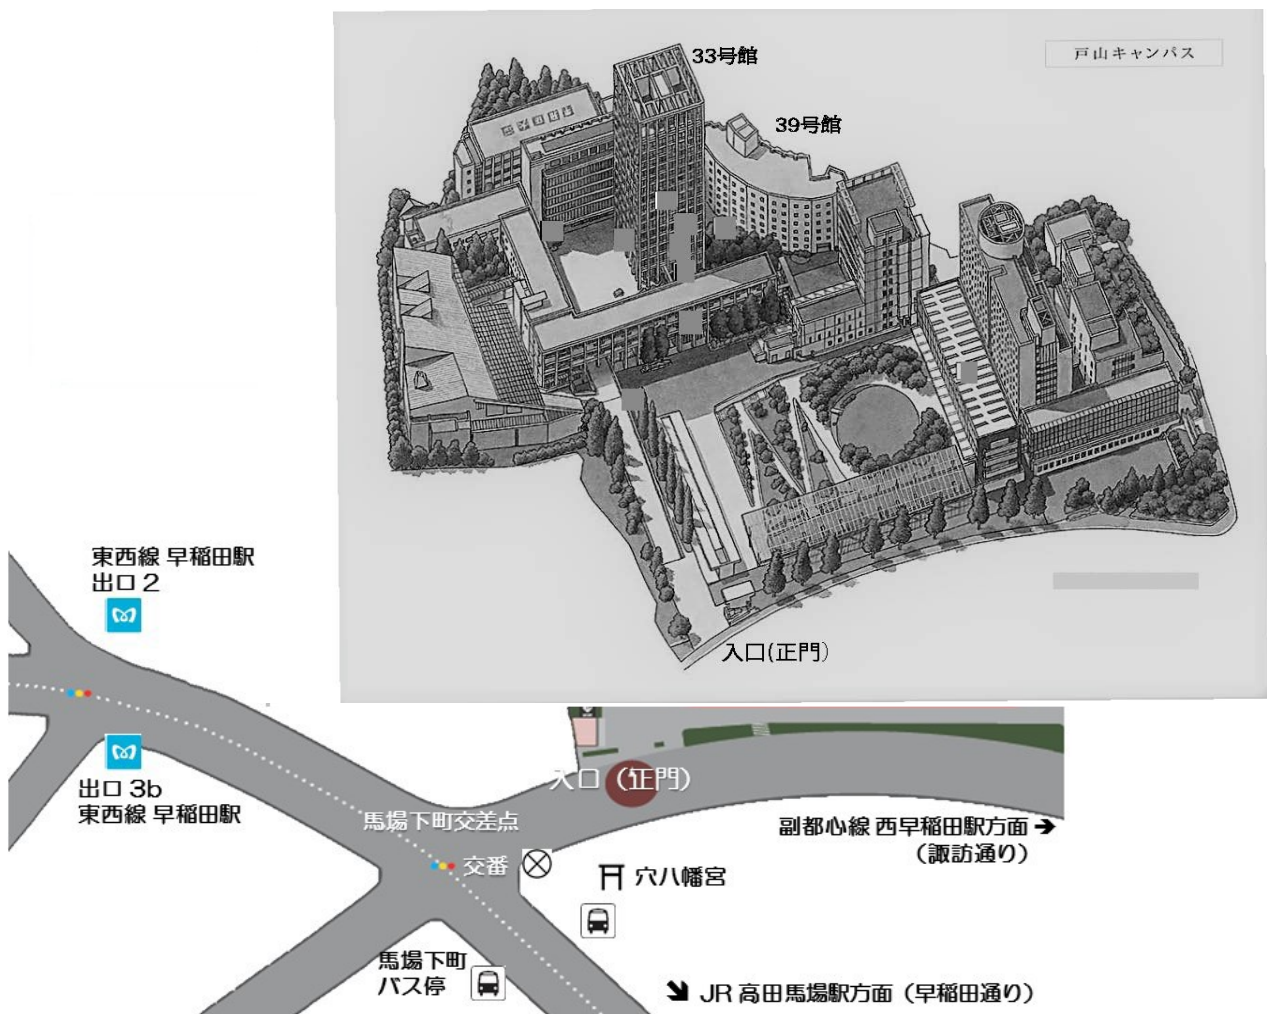 33号館
戸山キャンパス
39号館
入口(正門)
東西線 早稲田駅
出口 2
出口 3b
東西線 早稲田駅
入口（正門）
馬場下町交差点
副都心線 西早稲田駅方面 →
（諏訪通り）
交番
穴八幡宮
馬場下町
バス停
JR 高田馬場駅方面（早稲田通り）